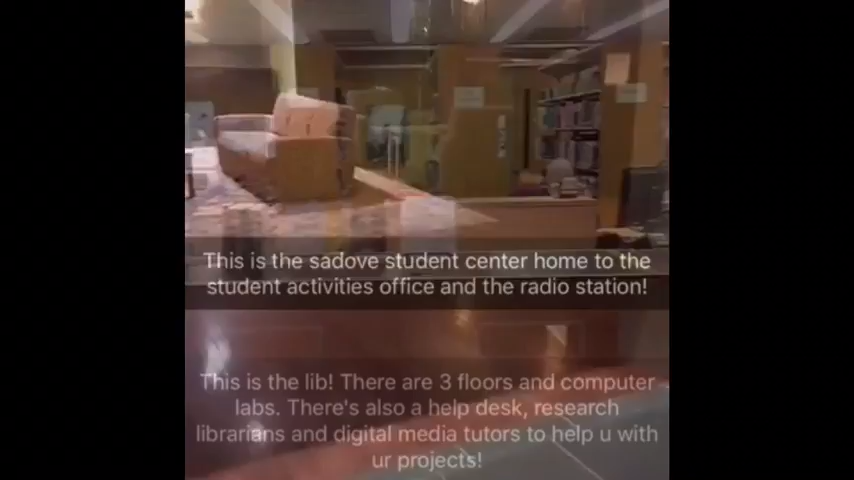 This is the sadove student center home to the
student activities office and the radio station!
This is the lib! There are 3 floors and computer
labs. There's also a help desk, research
librarians and digital media tutors to help u with
ur projects!